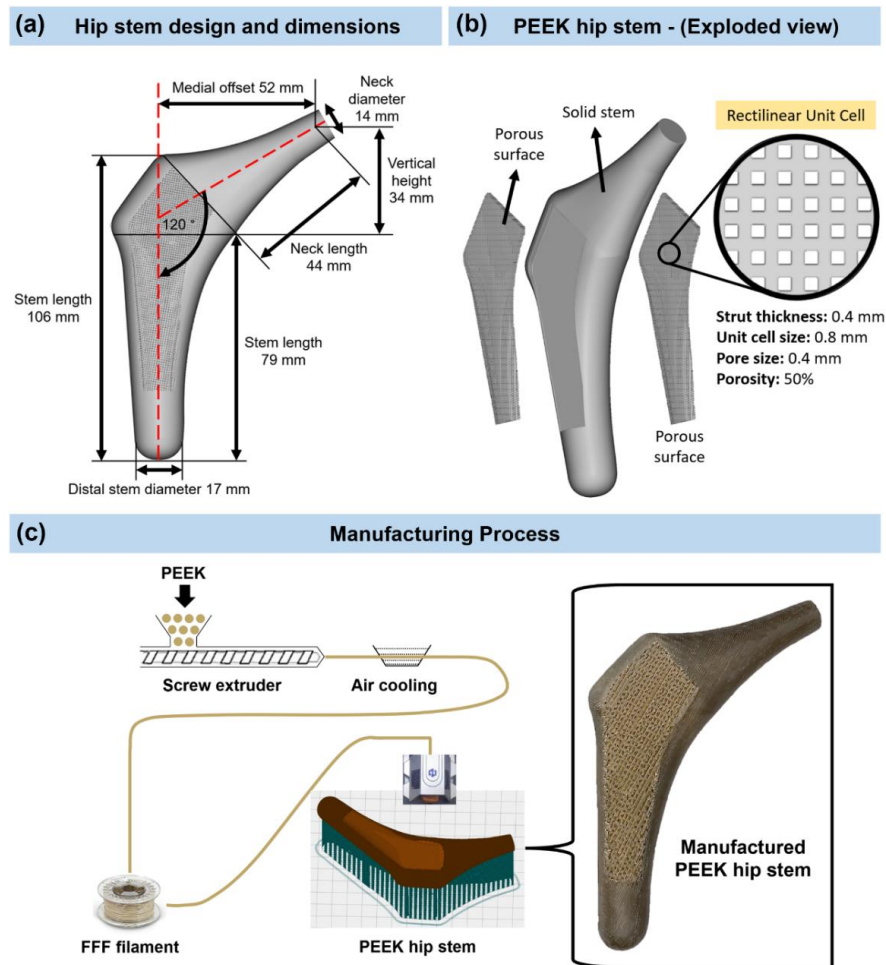 (a) Hip stem design and dimensions
Medial offset 52 mm
Neck
diameter
14 mm
Vertical
height
34 mm
120 °
Neck length
44 mm
Stem length
106 mm
Stem length
79 mm
Distal stem diameter 17 mm
(b) PEEK hip stem - (Exploded view)
Solid stem
Porous
surface
Rectilinear Unit Cell
Strut thickness: 0.4 mm
Unit cell size: 0.8 mm
Pore size: 0.4 mm
Porosity: 50%
Porous
surface
(c) Manufacturing Process
PEEK
Screw extruder
Air cooling
FFF filament
PEEK hip stem
Manufactured
PEEK hip stem